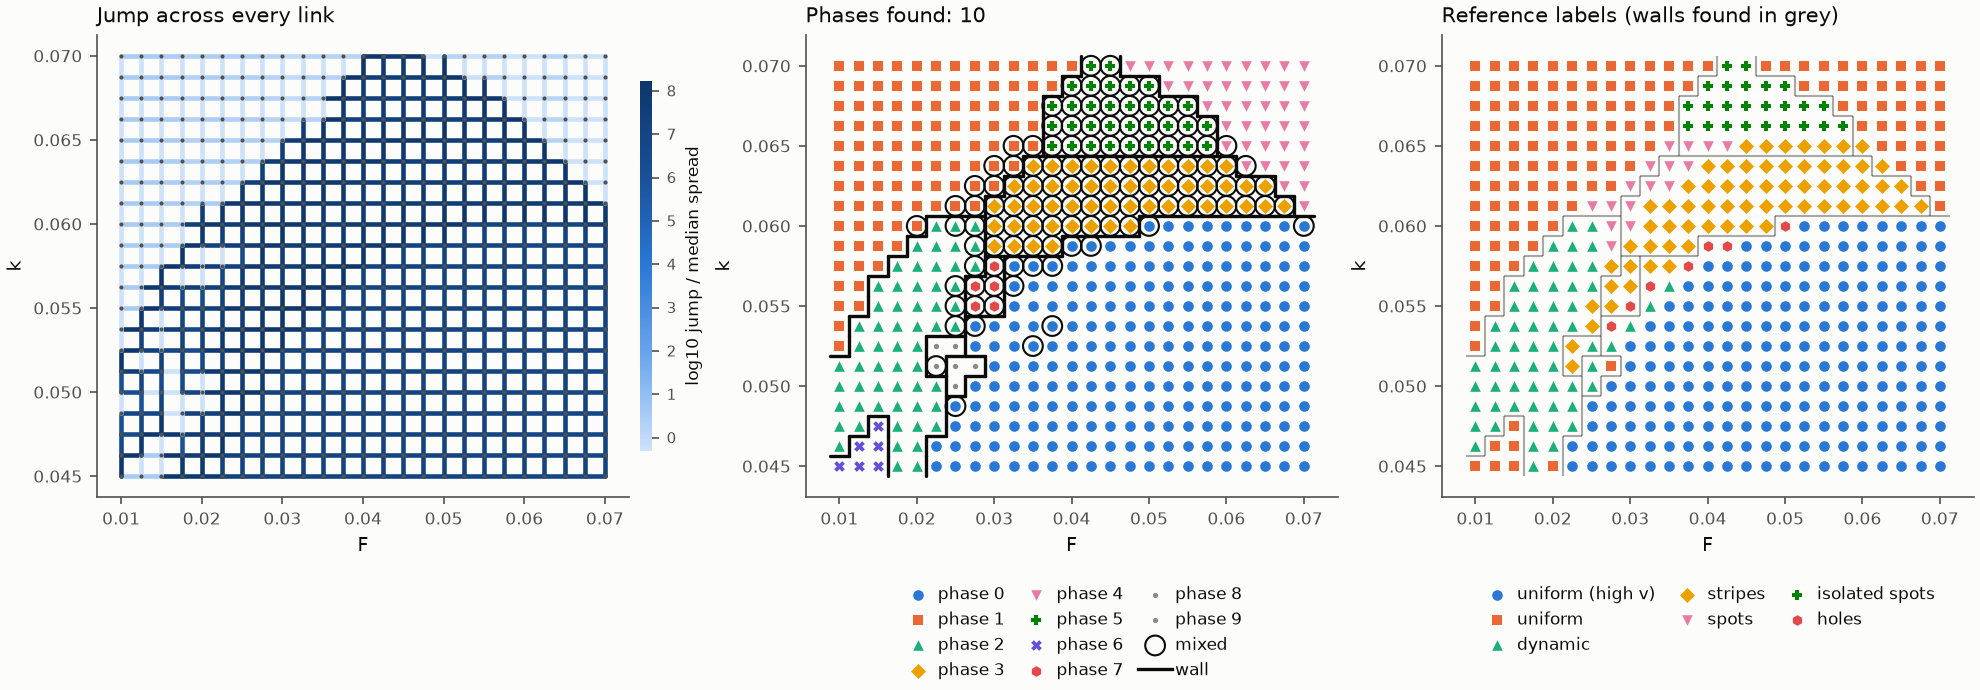 Jump across every link
0.070
0.065
0.060
0.055
0.050
0.045
k
0.01 0.02 0.03 0.04 0.05 0.06 0.07
F
8
7
6
5
4
3
2
1
0
log10 jump / median spread
Phases found: 10
0.070
0.065
0.060
0.055
0.050
0.045
k
0.01 0.02 0.03 0.04 0.05 0.06 0.07
F
phase 0 phase 4 phase 8
phase 1 phase 5 phase 9
phase 2 phase 6 mixed
phase 3 phase 7 wall
Reference labels (walls found in grey)
0.070
0.065
0.060
0.055
0.050
0.045
k
0.01 0.02 0.03 0.04 0.05 0.06 0.07
F
uniform (high v) stripes isolated spots
uniform spots holes
dynamic